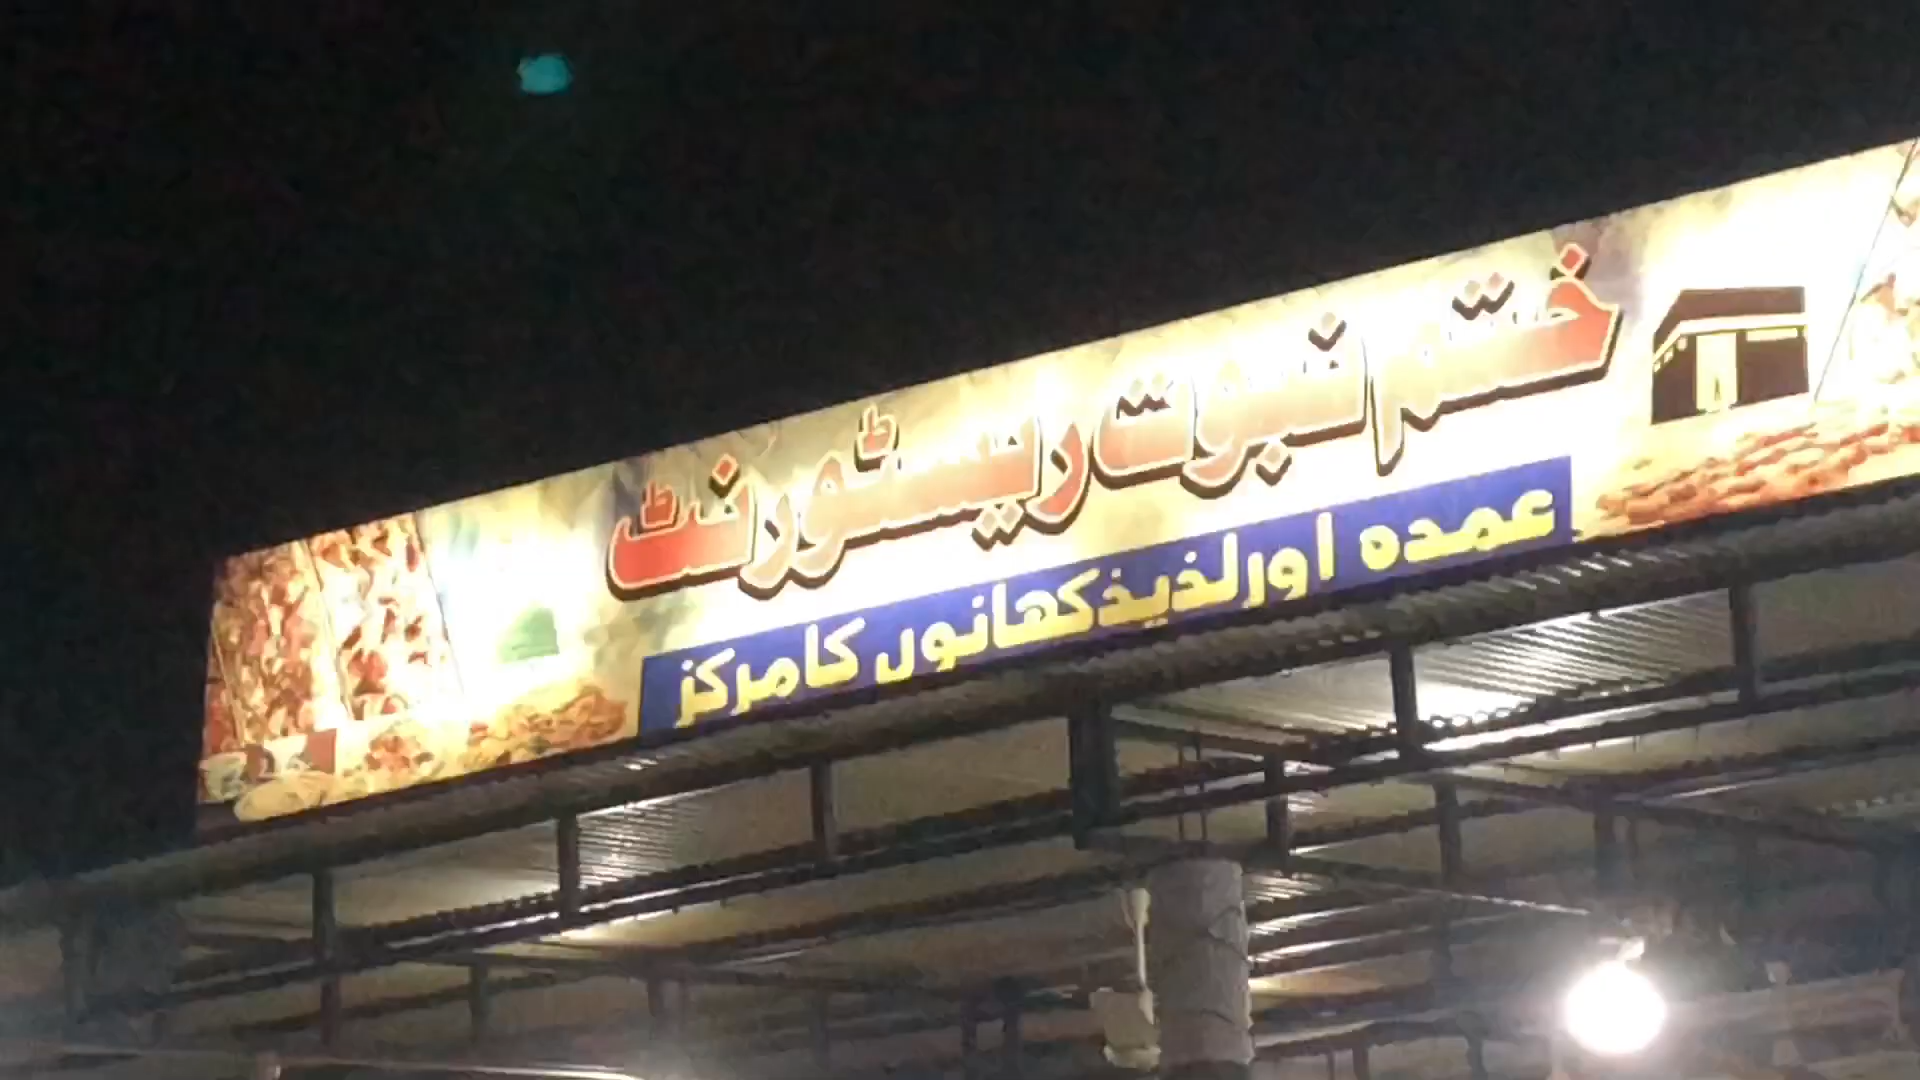 ختم نبوت ریسٹورنٹ
عمدہ اور لذیذ کھانوں کا مرکز